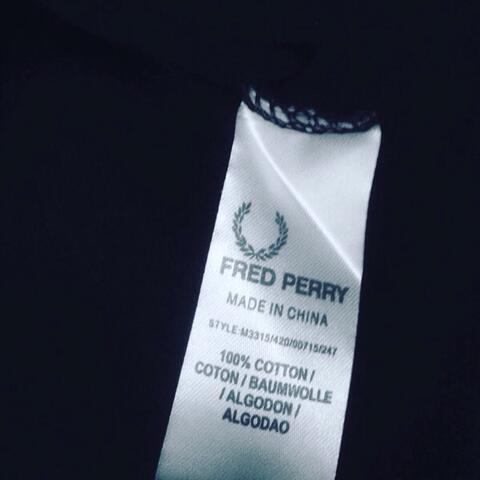 FRED PERRY
MADE IN CHINA
STYLE:M3315/420/00715/247
100% COTTON /
COTON / BAUMWOLLE
/ ALGODON /
ALGODAO